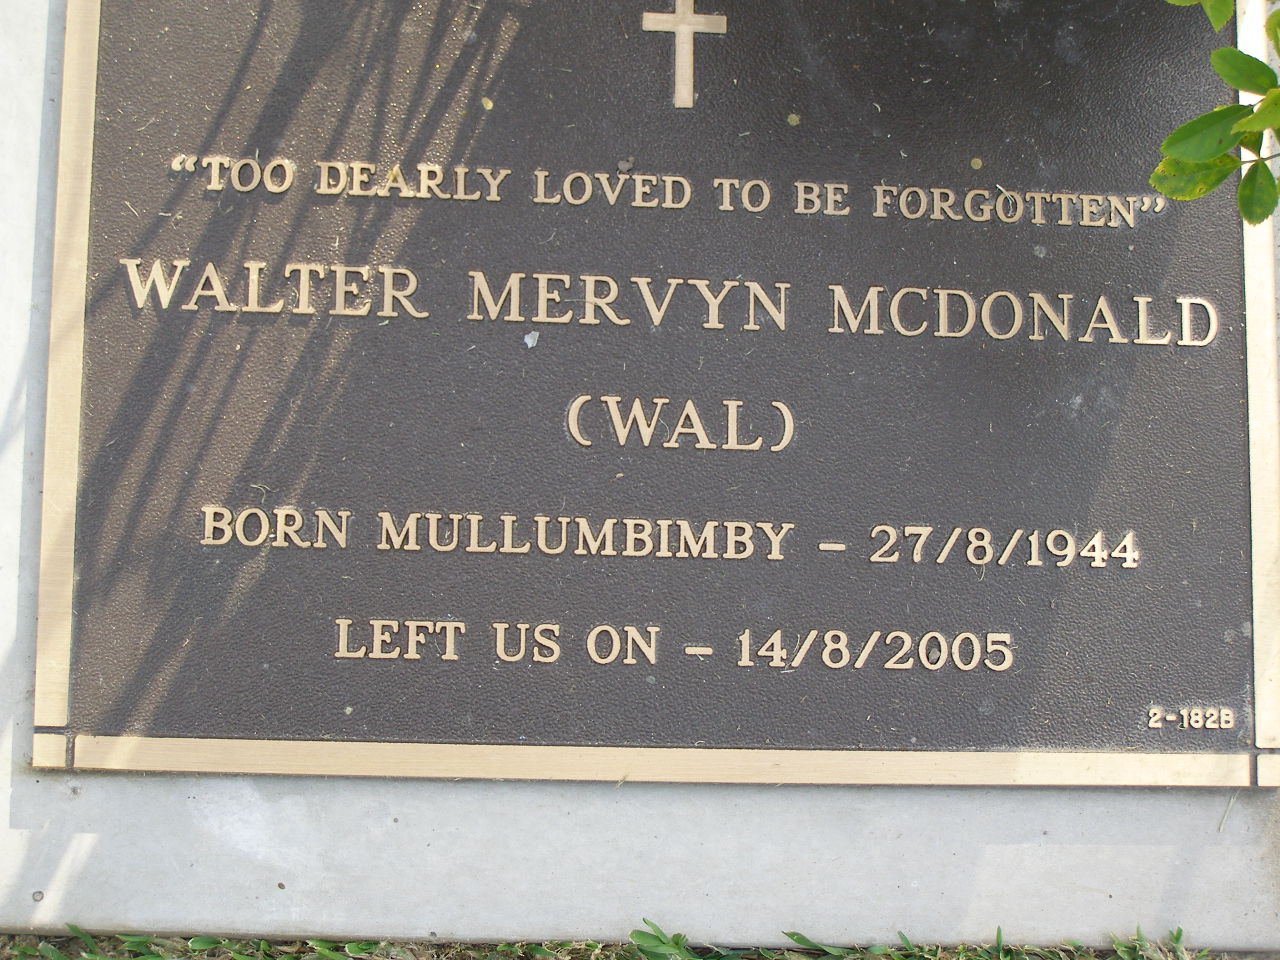 “TOO DEARLY LOVED TO BE FORGOTTEN”
WALTER MERVYN MCDONALD
(WAL)
BORN MULLUMBIMBY – 27/8/1944
LEFT US ON – 14/8/2005
2-182B